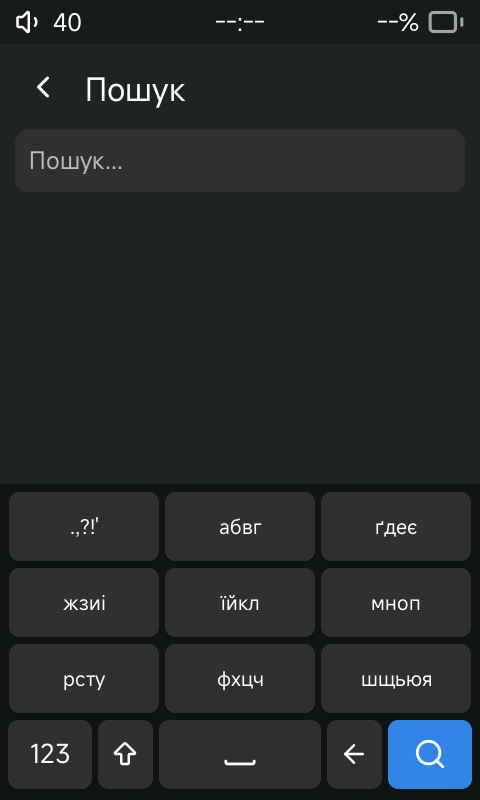 40 --:-- --%
Пошук
Пошук...
.,?!' абвг ґдеє
жзиі їйкл мноп
рсту фхцч шщьюя
123